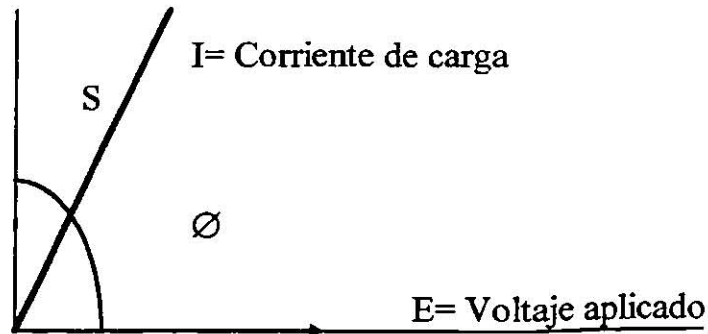 I= Corriente de carga
S
Ø
E= Voltaje aplicado